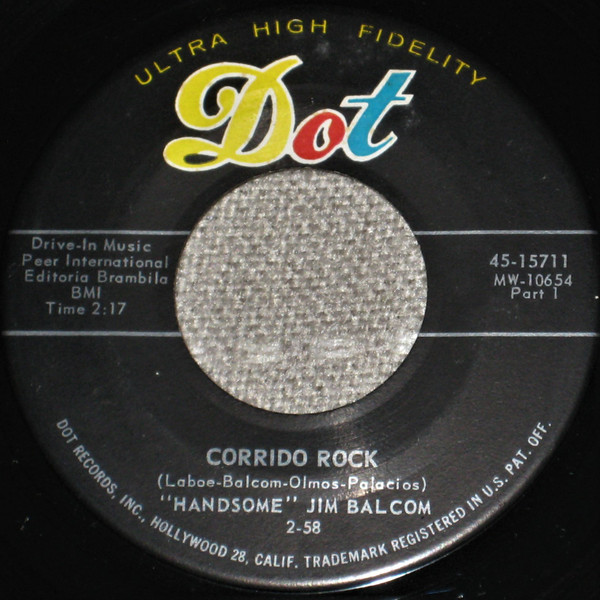 ULTRA HIGH FIDELITY
Dot
Drive-In Music
Peer International
Editoria Brambila
BMI
Time 2:17
45-15711
MW-10654
Part 1
CORRIDO ROCK
(Laboe-Balcom-Olmos-Palacios)
"HANDSOME" JIM BALCOM
2-58
DOT RECORDS, INC., HOLLYWOOD 28, CALIF. TRADEMARK REGISTERED IN U.S. PAT. OFF.